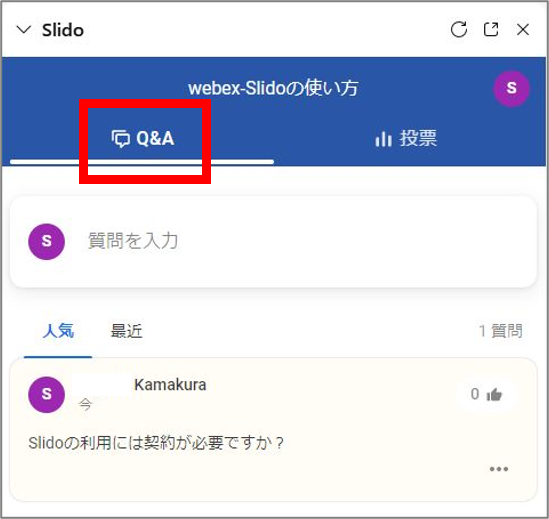 Slido
webex-Slidoの使い方
S
Q&A
投票
S
質問を入力
人気
最近
1 質問
S
Kamakura
今
0
Slidoの利用には契約が必要ですか？